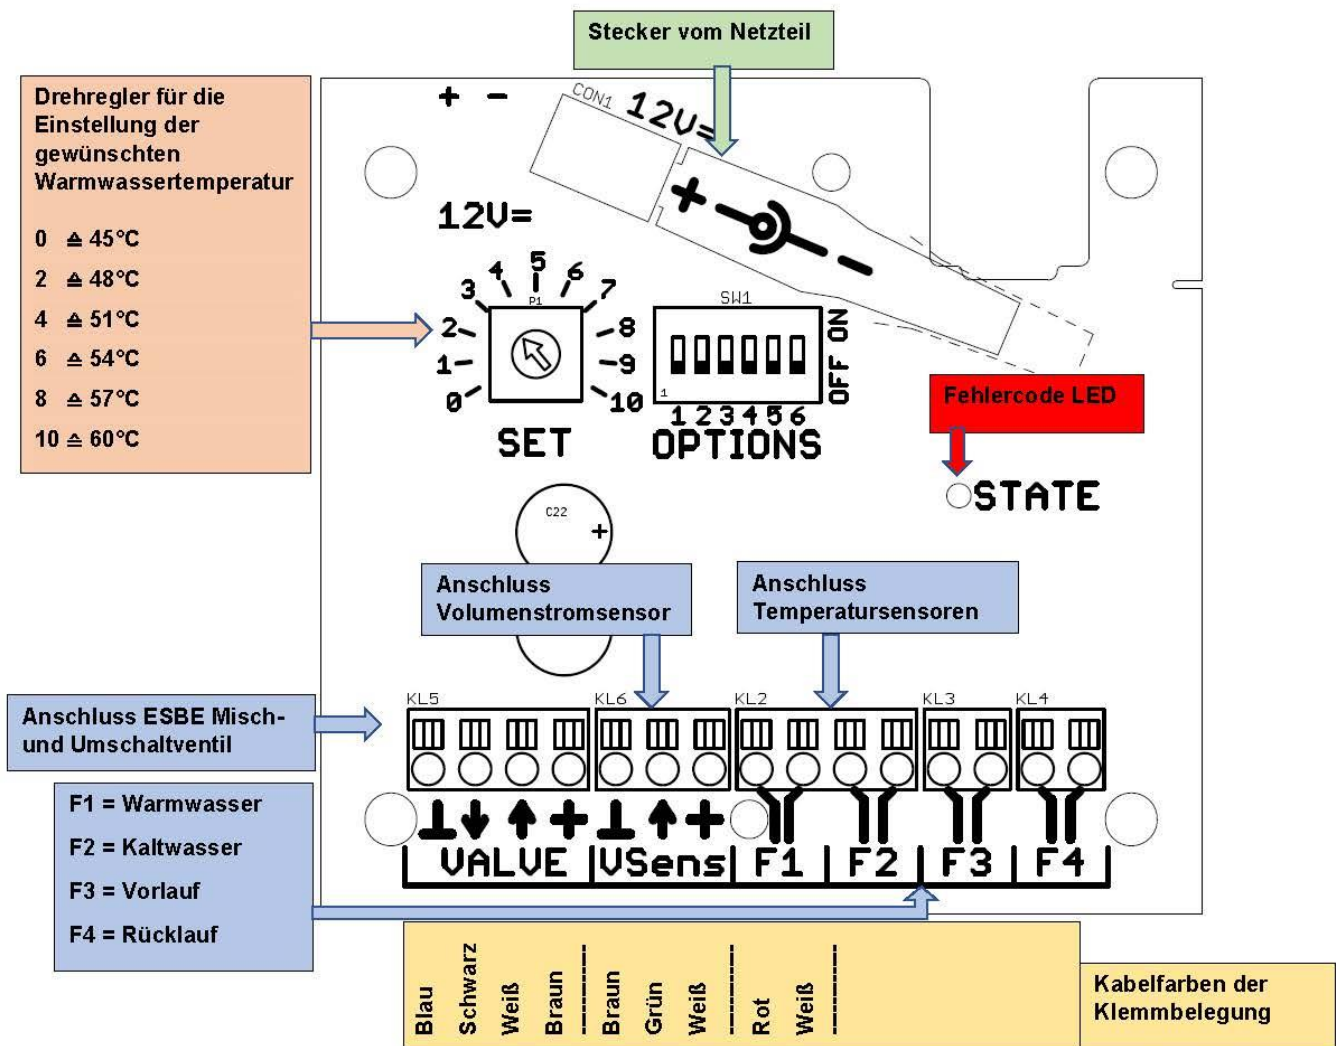 Stecker vom Netzteil
Drehregler für die
Einstellung der
gewünschten
Warmwassertemperatur
0 ≙ 45°C
2 ≙ 48°C
4 ≙ 51°C
6 ≙ 54°C
8 ≙ 57°C
10 ≙ 60°C
+ -
CON1
12V=
+ -
12V=
0 1 2 3 4 5 6 7 8 9 10
P1
SET
SW1
1
OFF ON
1 2 3 4 5 6
OPTIONS
Fehlercode LED
STATE
C22
+
Anschluss
Volumenstromsensor
Anschluss
Temperatursensoren
Anschluss ESBE Misch-
und Umschaltventil
KL5 KL6 KL2 KL3 KL4
⊥ ↓ ↑ + ⊥ ↑ +
VALVE VSens F1 F2 F3 F4
F1 = Warmwasser
F2 = Kaltwasser
F3 = Vorlauf
F4 = Rücklauf
Blau
Schwarz
Weiß
Braun
Braun
Grün
Weiß
Rot
Weiß
Kabelfarben der
Klemmbelegung